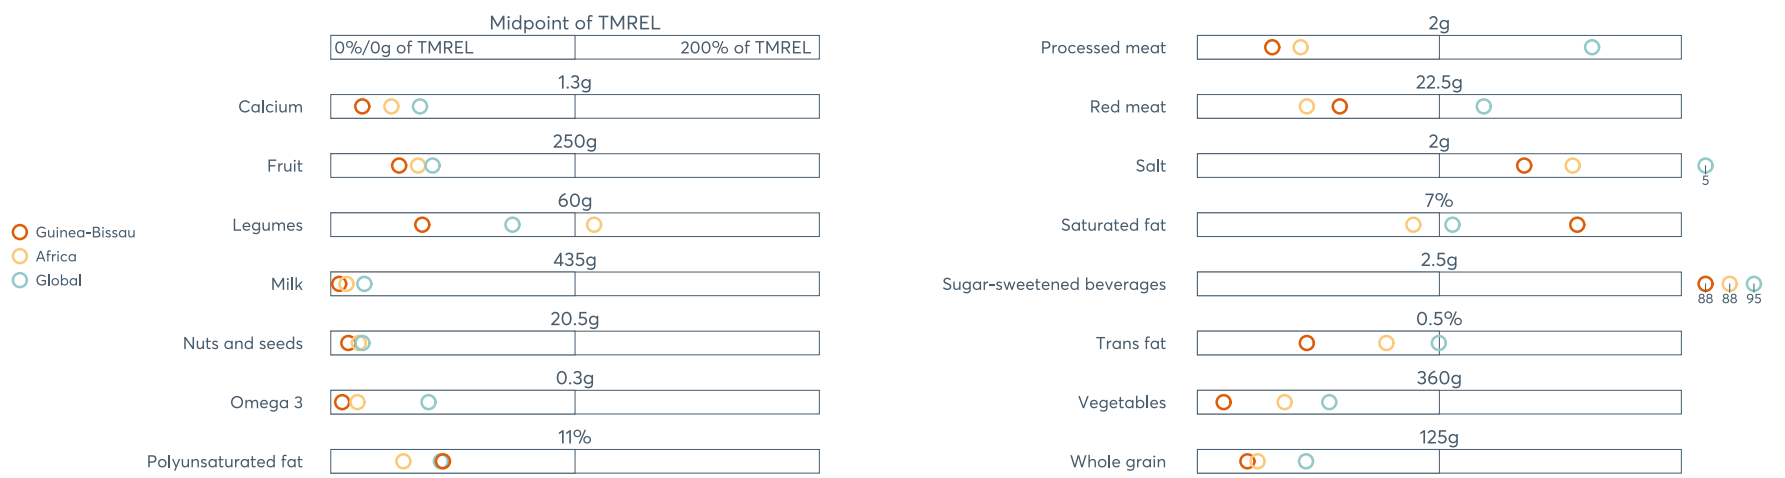 Midpoint of TMREL
0%/0g of TMREL 200% of TMREL
1.3g
Calcium
250g
Fruit
60g
Legumes
435g
Milk
20.5g
Nuts and seeds
0.3g
Omega 3
11%
Polyunsaturated fat
Guinea-Bissau
Africa
Global
2g
Processed meat
22.5g
Red meat
2g
Salt
5
7%
Saturated fat
2.5g
Sugar-sweetened beverages
88 88 95
0.5%
Trans fat
360g
Vegetables
125g
Whole grain